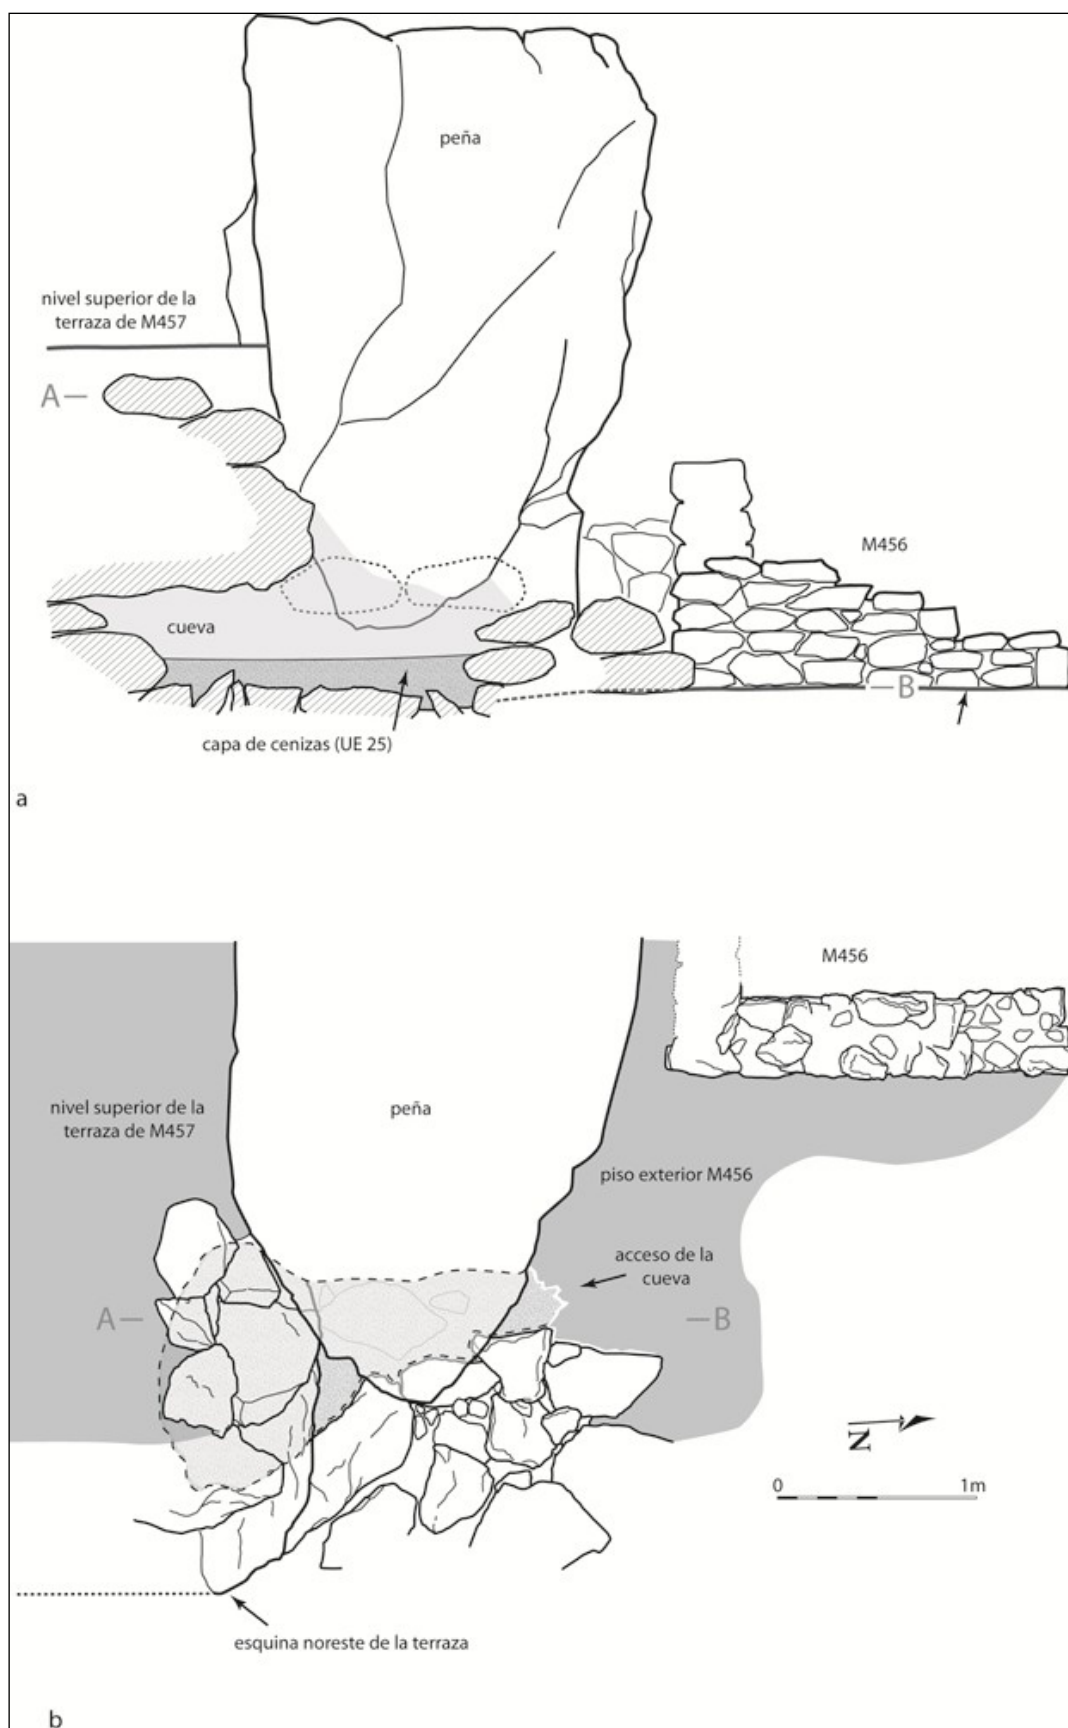 peña
nivel superior de la
terraza de M457
A
M456
cueva
B
capa de cenizas (UE 25)
a
M456
nivel superior de la
terraza de M457
peña
piso exterior M456
acceso de la
cueva
A
B
N
0 1m
esquina noreste de la terraza
b